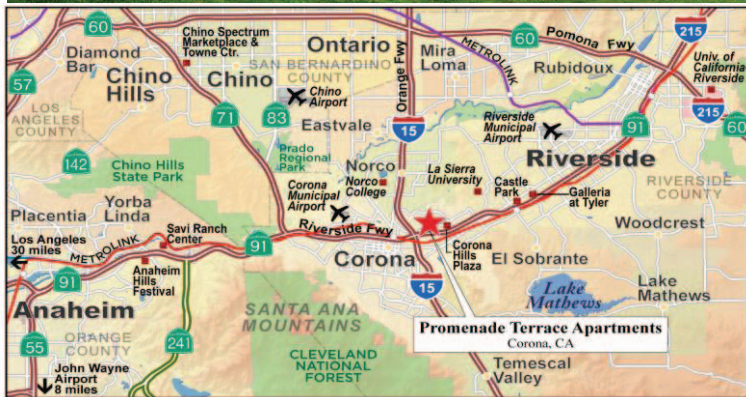 60
Chino Spectrum
Marketplace &
Towne Ctr.
Ontario
SAN BERNARDINO
COUNTY
Mira
Loma
60
Pomona Fwy
215
Diamond
Bar
Chino
Hills
Chino
Orange Fwy
METROLINK
Rubidoux
Univ. of
California
Riverside
57
LOS
ANGELES
COUNTY
71
83
Chino
Airport
Eastvale
15
Riverside
Municipal
Airport
91
215
60
142
Chino Hills
State Park
Prado
Regional
Park
Norco
Norco
College
La Sierra
University
Castle
Park
Riverside
RIVERSIDE
COUNTY
Galleria
at Tyler
Corona
Municipal
Airport
Placentia
Yorba
Linda
Savi Ranch
Center
91
Riverside Fwy
Corona
Corona
Hills
Plaza
Woodcrest
El Sobrante
Los Angeles
30 miles
METROLINK
91
Anaheim
Hills
Festival
15
Lake
Mathews
Lake
Mathews
Anaheim
ORANGE
COUNTY
55
241
SANTA ANA
MOUNTAINS
Promenade Terrace Apartments
Corona, CA
John Wayne
Airport
8 miles
CLEVELAND
NATIONAL
FOREST
Temescal
Valley